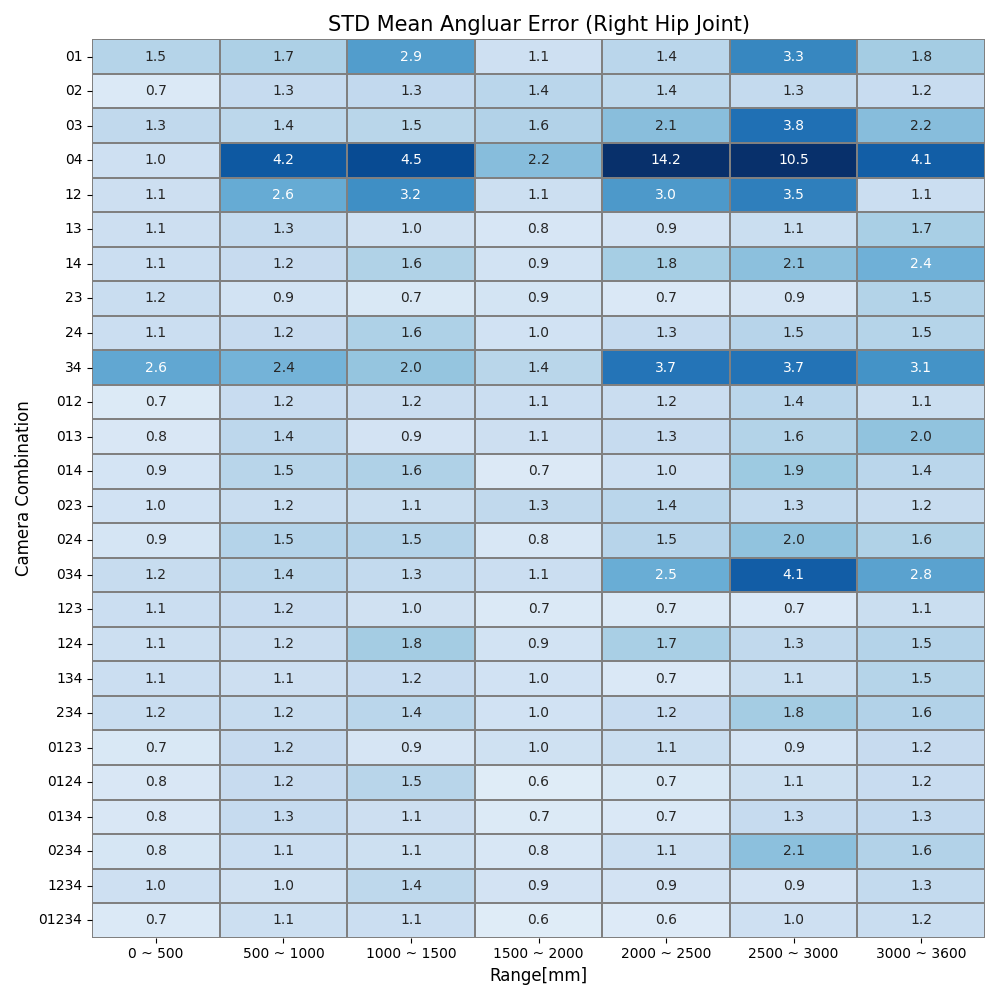 STD Mean Angluar Error (Right Hip Joint)
01 1.5 1.7 2.9 1.1 1.4 3.3 1.8
02 0.7 1.3 1.3 1.4 1.4 1.3 1.2
03 1.3 1.4 1.5 1.6 2.1 3.8 2.2
04 1.0 4.2 4.5 2.2 14.2 10.5 4.1
12 1.1 2.6 3.2 1.1 3.0 3.5 1.1
13 1.1 1.3 1.0 0.8 0.9 1.1 1.7
14 1.1 1.2 1.6 0.9 1.8 2.1 2.4
23 1.2 0.9 0.7 0.9 0.7 0.9 1.5
24 1.1 1.2 1.6 1.0 1.3 1.5 1.5
34 2.6 2.4 2.0 1.4 3.7 3.7 3.1
012 0.7 1.2 1.2 1.1 1.2 1.4 1.1
013 0.8 1.4 0.9 1.1 1.3 1.6 2.0
014 0.9 1.5 1.6 0.7 1.0 1.9 1.4
023 1.0 1.2 1.1 1.3 1.4 1.3 1.2
024 0.9 1.5 1.5 0.8 1.5 2.0 1.6
034 1.2 1.4 1.3 1.1 2.5 4.1 2.8
123 1.1 1.2 1.0 0.7 0.7 0.7 1.1
124 1.1 1.2 1.8 0.9 1.7 1.3 1.5
134 1.1 1.1 1.2 1.0 0.7 1.1 1.5
234 1.2 1.2 1.4 1.0 1.2 1.8 1.6
0123 0.7 1.2 0.9 1.0 1.1 0.9 1.2
0124 0.8 1.2 1.5 0.6 0.7 1.1 1.2
0134 0.8 1.3 1.1 0.7 0.7 1.3 1.3
0234 0.8 1.1 1.1 0.8 1.1 2.1 1.6
1234 1.0 1.0 1.4 0.9 0.9 0.9 1.3
01234 0.7 1.1 1.1 0.6 0.6 1.0 1.2
Camera Combination
0 ~ 500 500 ~ 1000 1000 ~ 1500 1500 ~ 2000 2000 ~ 2500 2500 ~ 3000 3000 ~ 3600
Range[mm]